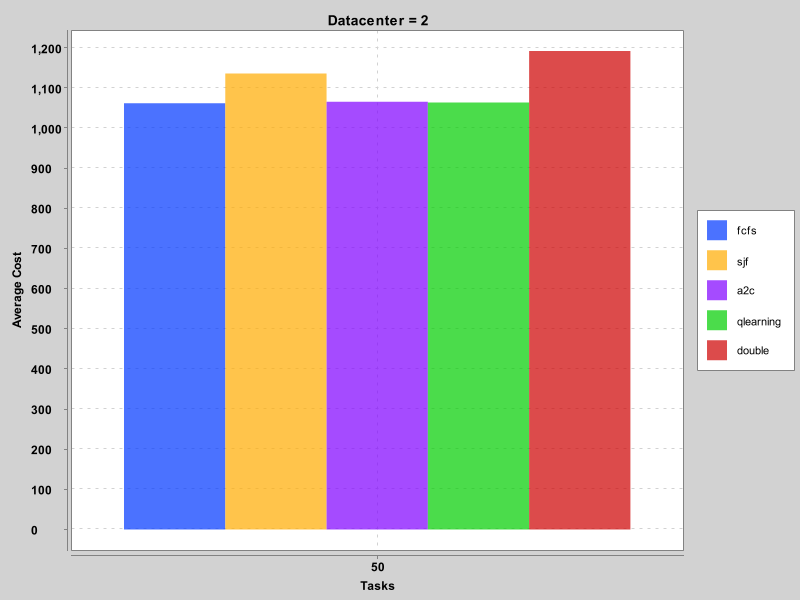 Datacenter = 2
1,200
1,100
1,000
900
800
700
600
500
400
300
200
100
0
Average Cost
50
Tasks
fcfs
sjf
a2c
qlearning
double